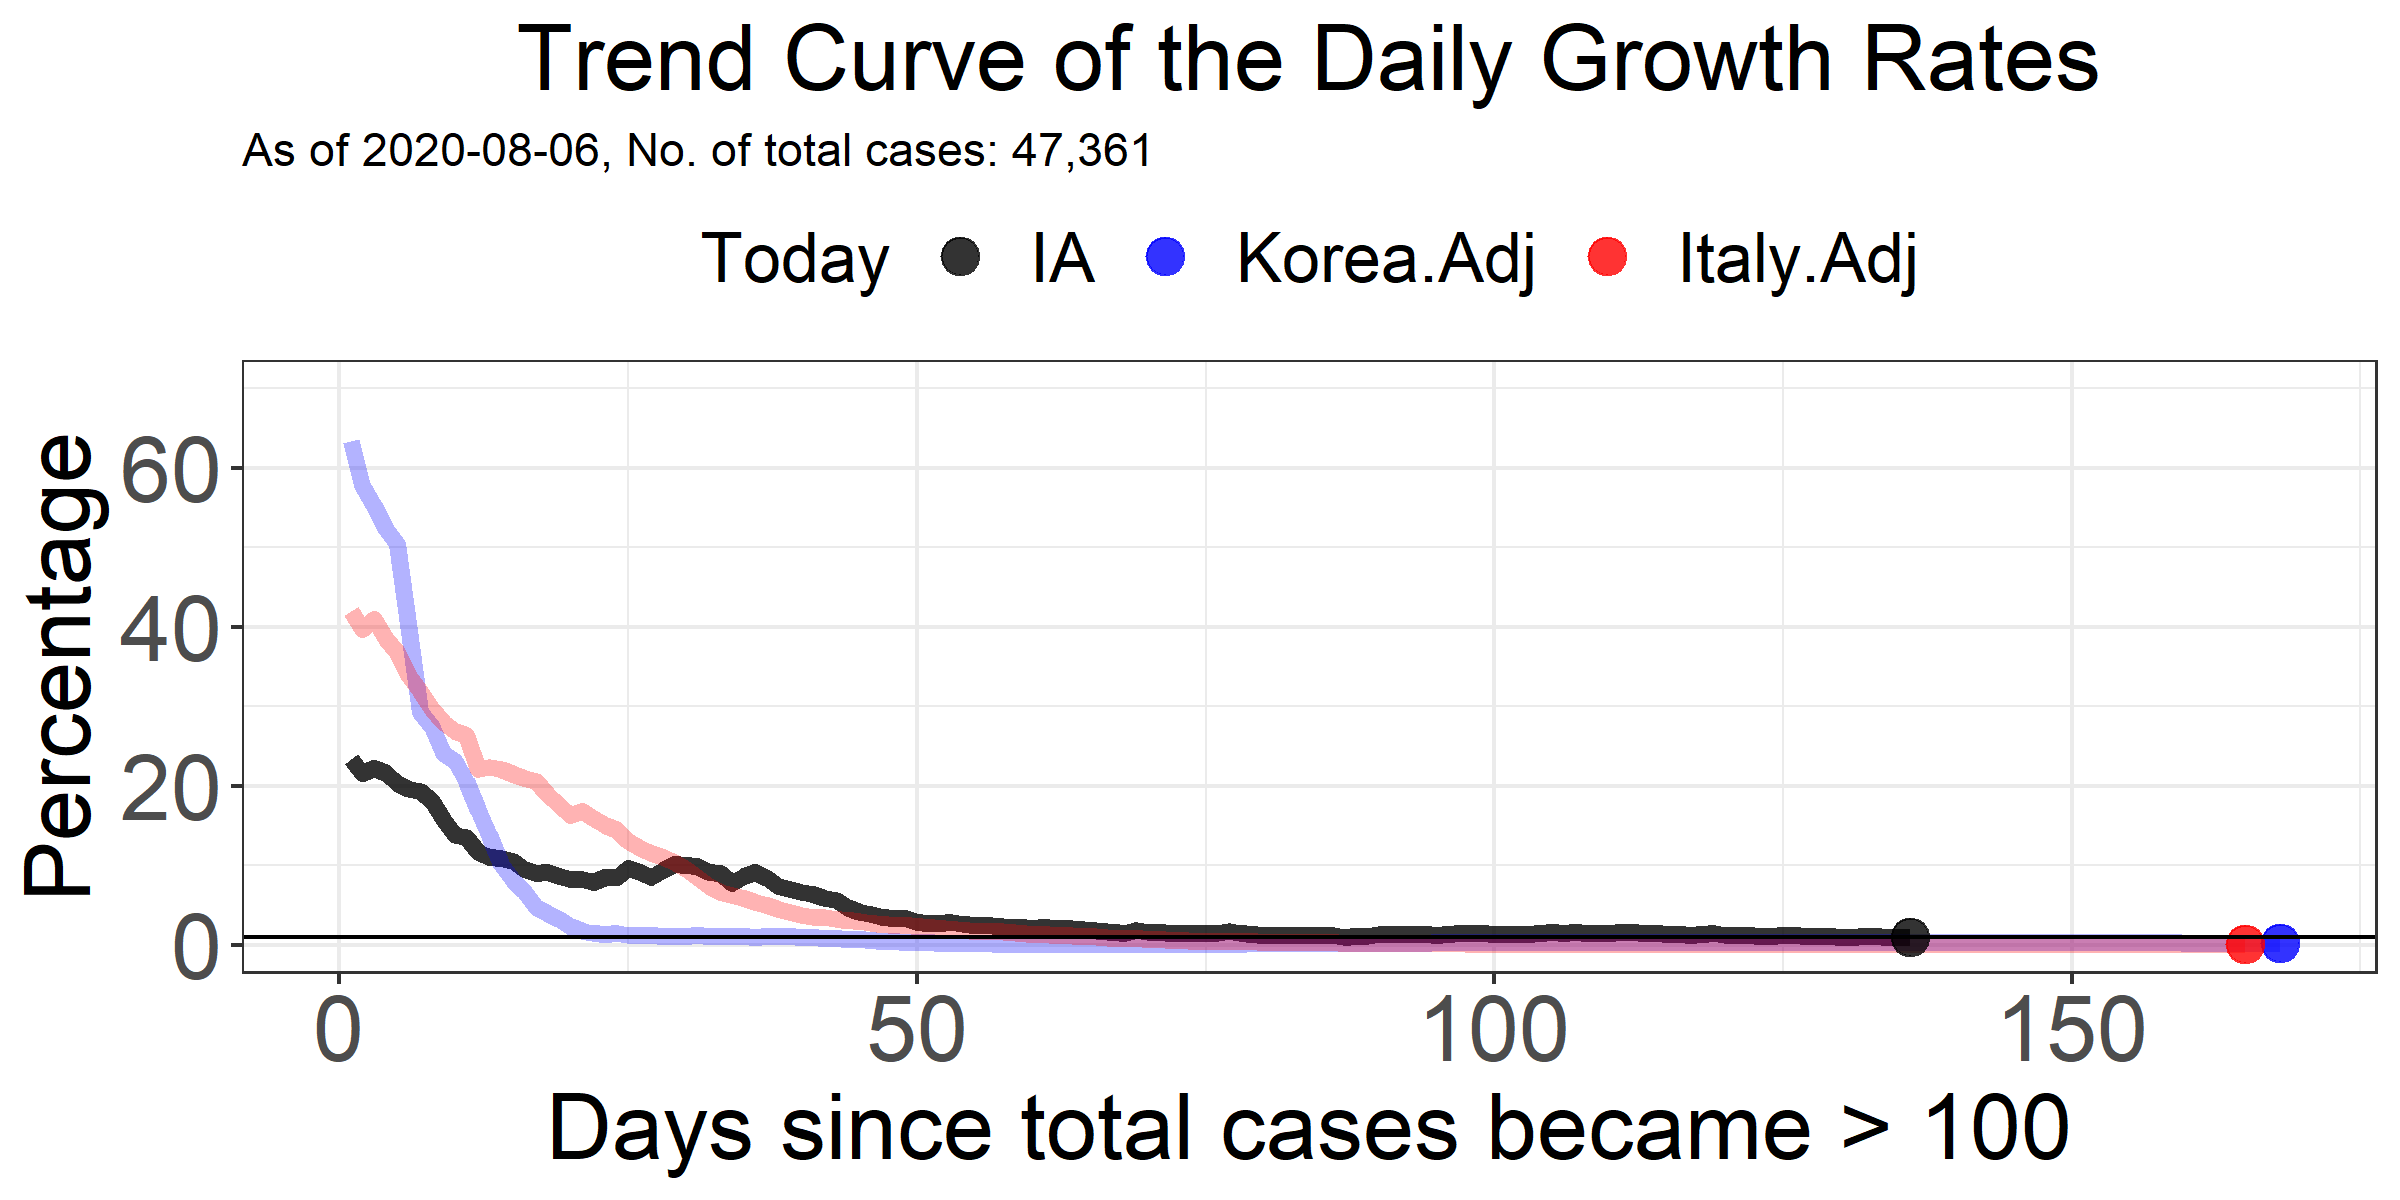 Trend Curve of the Daily Growth Rates
As of 2020-08-06, No. of total cases: 47,361
Today IA Korea.Adj Italy.Adj
Percentage
60
40
20
0
0 50 100 150
Days since total cases became > 100